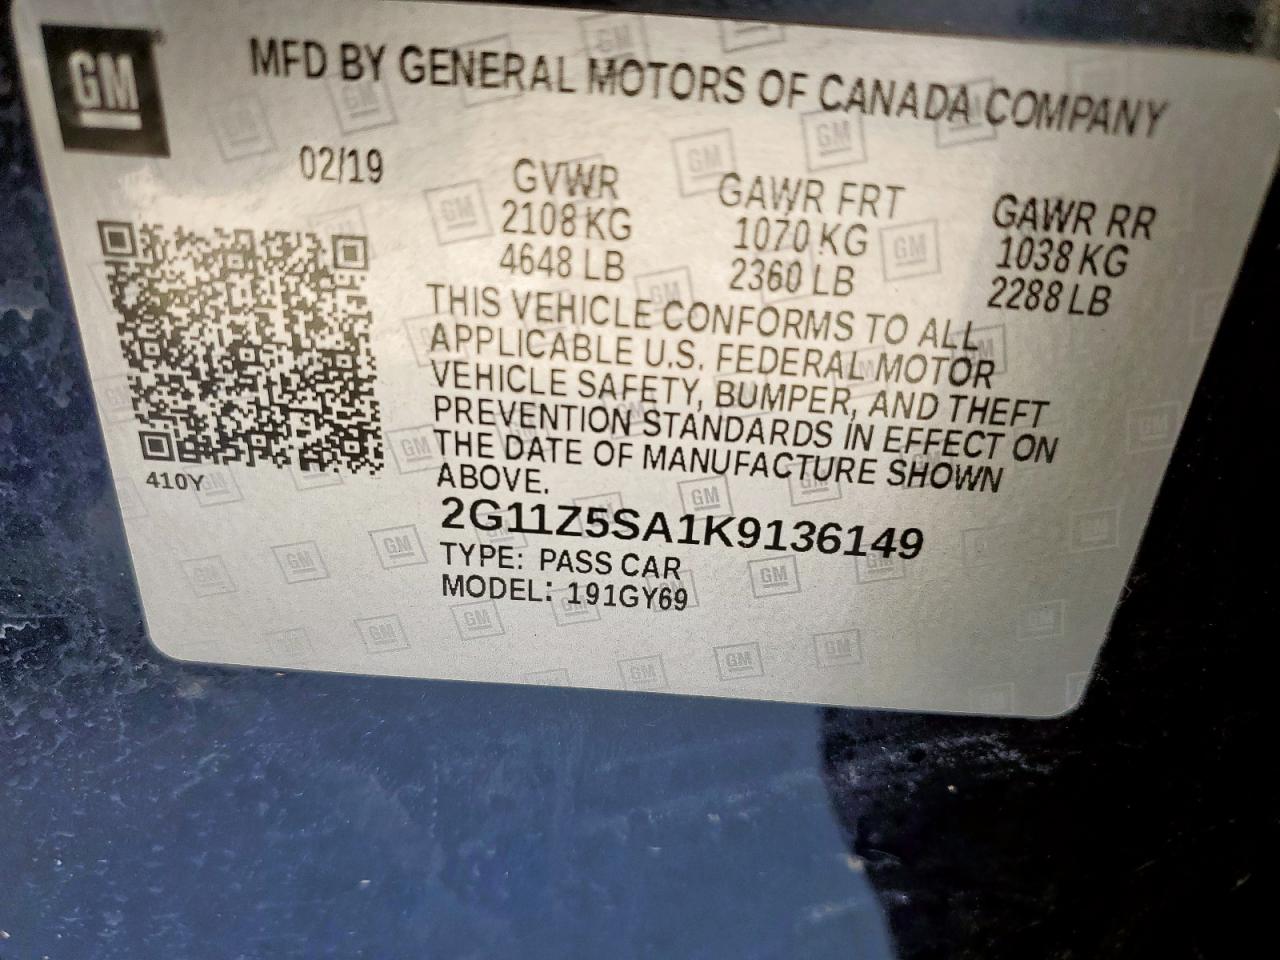 GM
MFD BY GENERAL MOTORS OF CANADA COMPANY
02/19
GVWR
2108 KG
4648 LB
GAWR FRT
1070 KG
2360 LB
GAWR RR
1038 KG
2288 LB
THIS VEHICLE CONFORMS TO ALL
APPLICABLE U.S. FEDERAL MOTOR
VEHICLE SAFETY, BUMPER, AND THEFT
PREVENTION STANDARDS IN EFFECT ON
THE DATE OF MANUFACTURE SHOWN
ABOVE.
410Y
2G11Z5SA1K9136149
TYPE: PASS CAR
MODEL: 191GY69